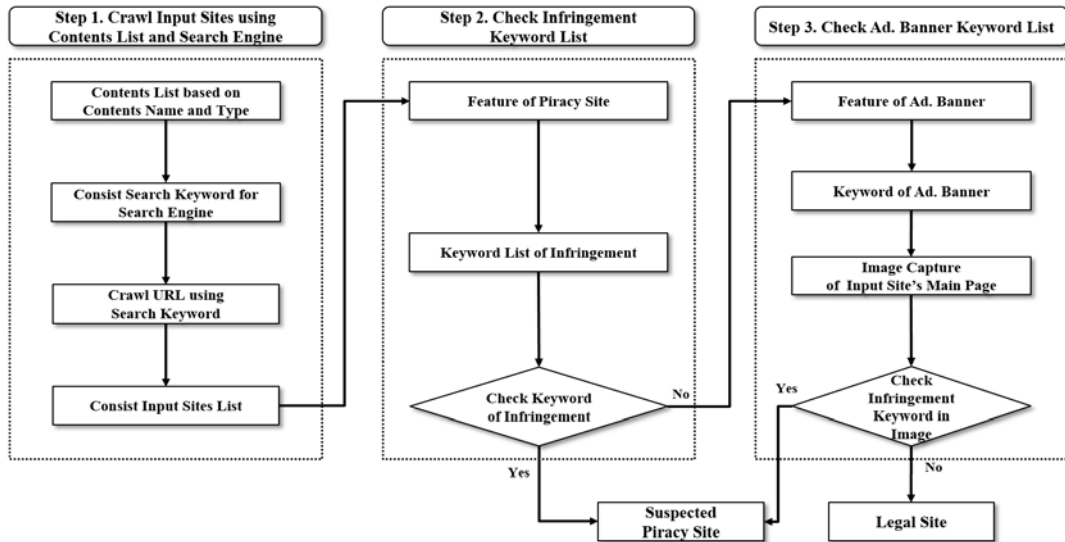 Step 1. Crawl Input Sites using
Contents List and Search Engine
Contents List based on
Contents Name and Type
Consist Search Keyword for
Search Engine
Crawl URL using
Search Keyword
Consist Input Sites List
Step 2. Check Infringement
Keyword List
Feature of Piracy Site
Keyword List of Infringement
Check Keyword
of Infringement
No
Yes
Step 3. Check Ad. Banner Keyword List
Feature of Ad. Banner
Keyword of Ad. Banner
Image Capture
of Input Site's Main Page
Check
Infringement
Keyword in
Image
Yes
No
Suspected
Piracy Site
Legal Site